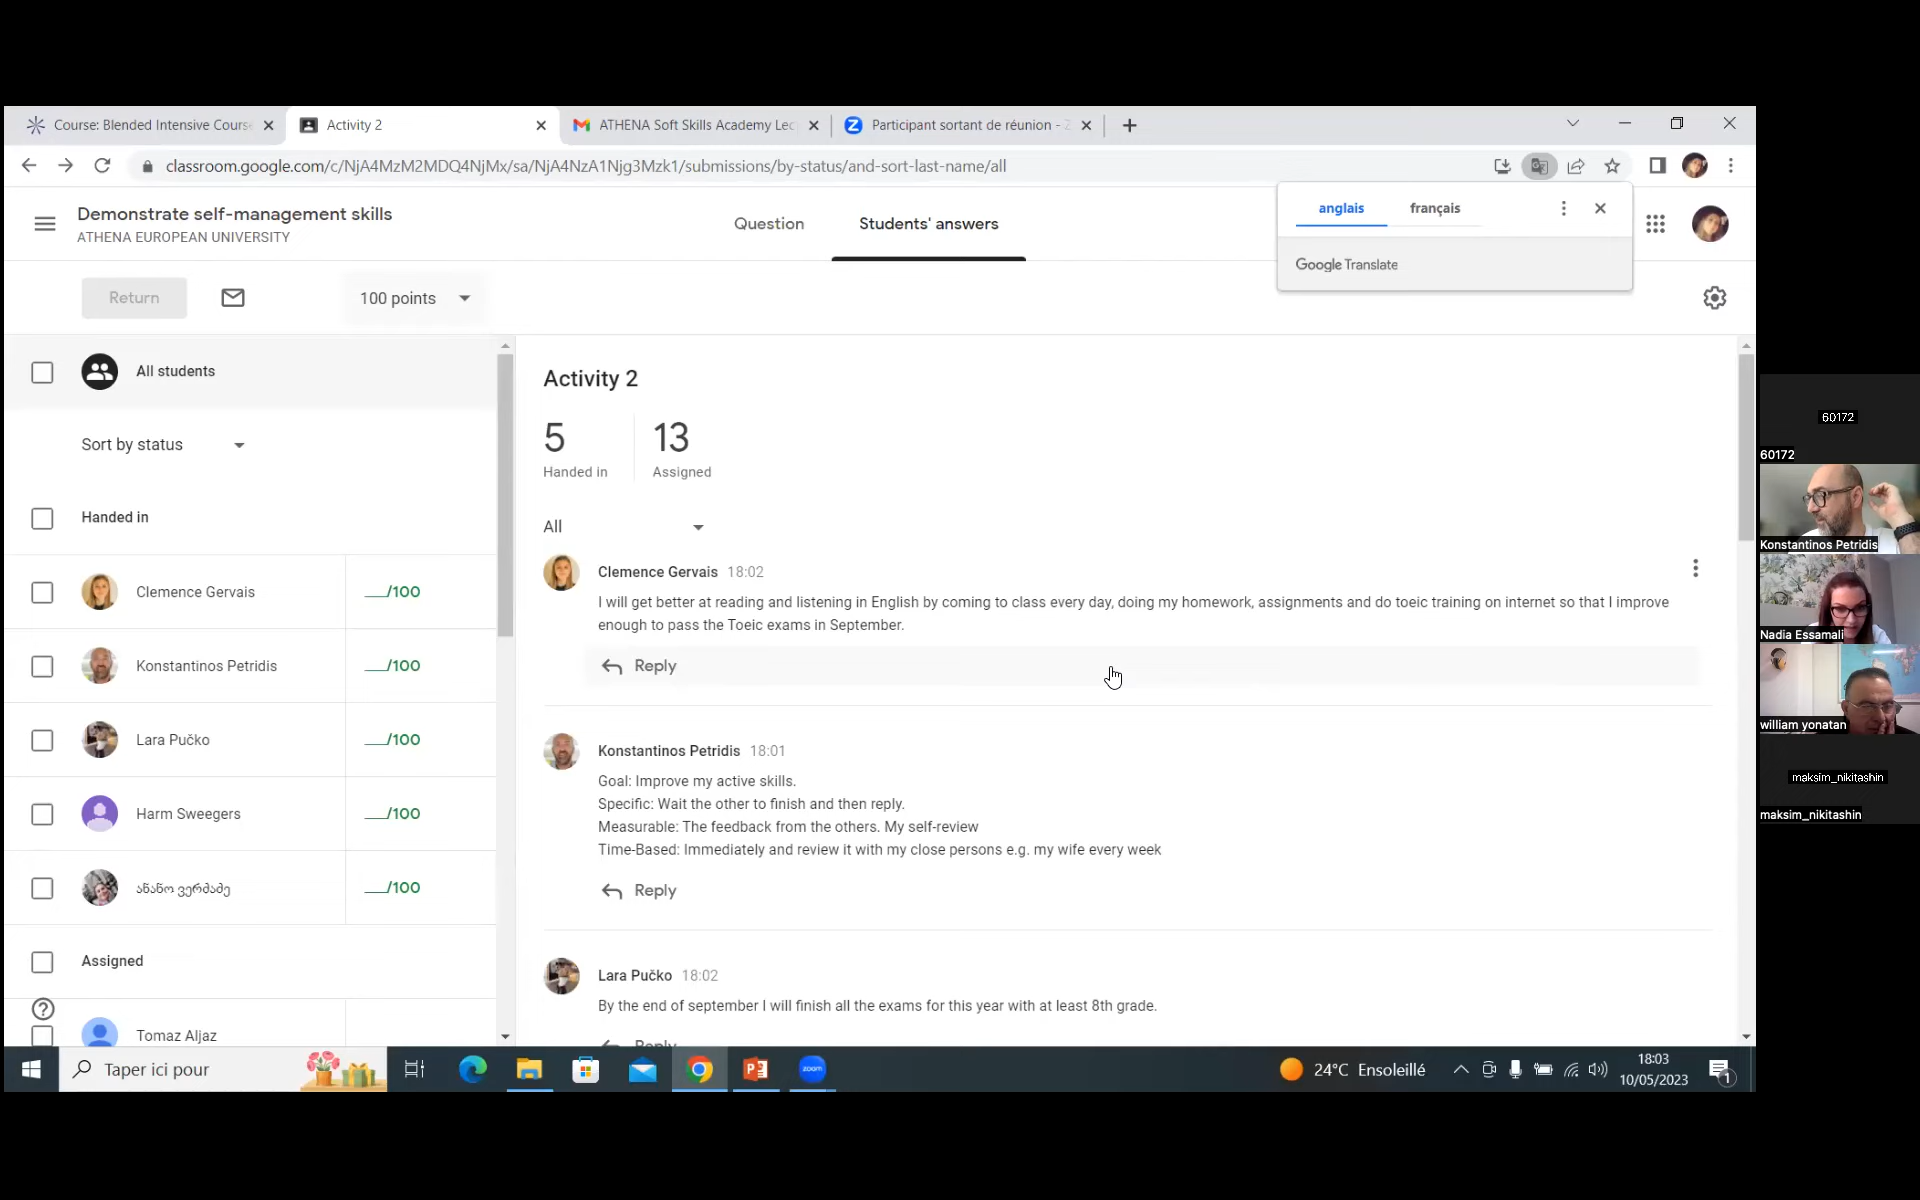 Course: Blended Intensive Cours
Activity 2
ATHENA Soft Skills Academy Lec
Participant sortant de réunion -
classroom.google.com/c/NjA4MzM2MDQ4NjMx/sa/NjA4NzA1Njg3Mzk1/submissions/by-status/and-sort-last-name/all
Demonstrate self-management skills
ATHENA EUROPEAN UNIVERSITY
Question
Students' answers
anglais
français
Google Translate
Return
100 points
All students
Sort by status
Handed in
Clemence Gervais
__/100
Konstantinos Petridis
__/100
Lara Pučko
__/100
Harm Sweegers
__/100
ანანო ვერძაძე
__/100
Assigned
Tomaz Aljaz
Activity 2
5
Handed in
13
Assigned
All
Clemence Gervais 18:02
I will get better at reading and listening in English by coming to class every day, doing my homework, assignments and do toeic training on internet so that I improve
enough to pass the Toeic exams in September.
Reply
Konstantinos Petridis 18:01
Goal: Improve my active skills.
Specific: Wait the other to finish and then reply.
Measurable: The feedback from the others. My self-review
Time-Based: Immediately and review it with my close persons e.g. my wife every week
Reply
Lara Pučko 18:02
By the end of september I will finish all the exams for this year with at least 8th grade.
Reply
60172
60172
Konstantinos Petridis
Nadia Essamali
william yonatan
maksim_nikitashin
maksim_nikitashin
Taper ici pour
zoom
24°C Ensoleillé
18:03
10/05/2023
1